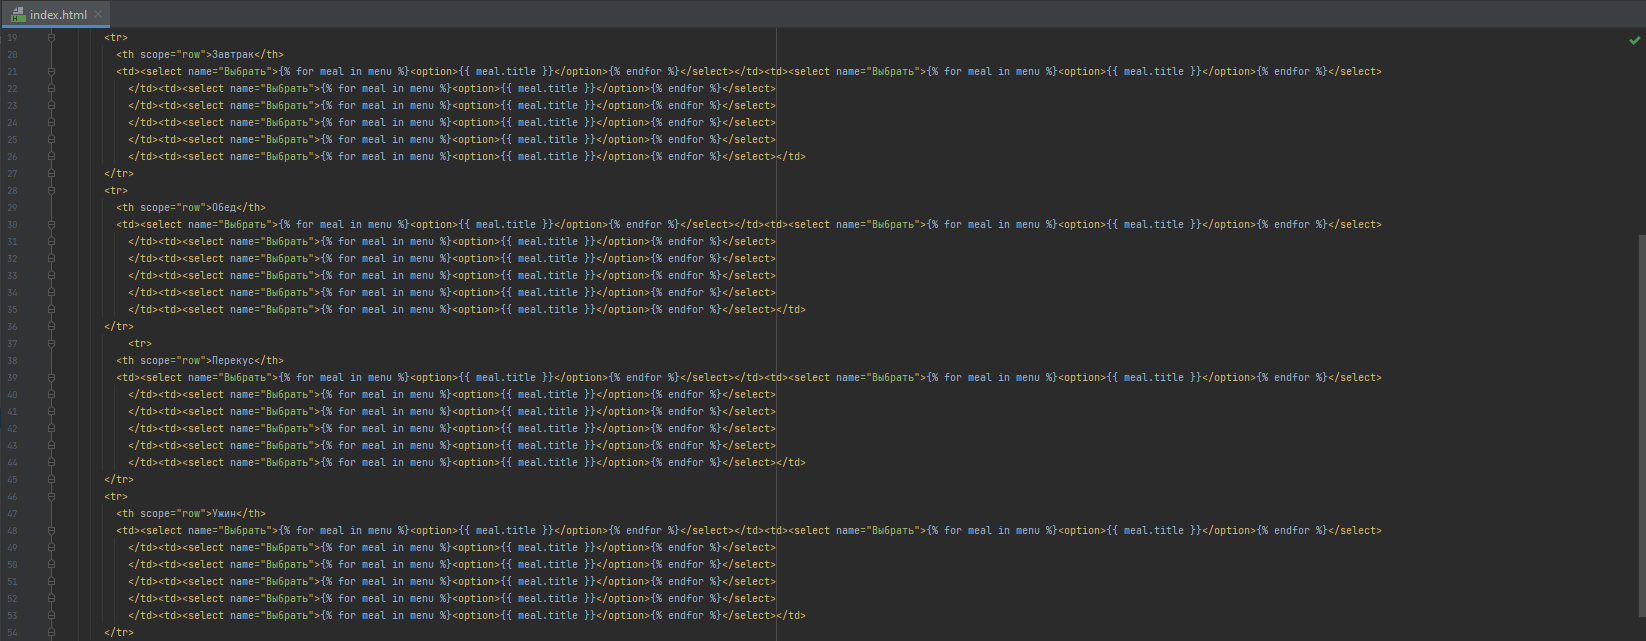 index.html
19 <tr>
20 <th scope="row">Завтрак</th>
21 <td><select name="Выбрать">{% for meal in menu %}<option>{{ meal.title }}</option>{% endfor %}</select></td><td><select name="Выбрать">{% for meal in menu %}<option>{{ meal.title }}</option>{% endfor %}</select>
22 </td><td><select name="Выбрать">{% for meal in menu %}<option>{{ meal.title }}</option>{% endfor %}</select>
23 </td><td><select name="Выбрать">{% for meal in menu %}<option>{{ meal.title }}</option>{% endfor %}</select>
24 </td><td><select name="Выбрать">{% for meal in menu %}<option>{{ meal.title }}</option>{% endfor %}</select>
25 </td><td><select name="Выбрать">{% for meal in menu %}<option>{{ meal.title }}</option>{% endfor %}</select>
26 </td><td><select name="Выбрать">{% for meal in menu %}<option>{{ meal.title }}</option>{% endfor %}</select></td>
27 </tr>
28 <tr>
29 <th scope="row">Обед</th>
30 <td><select name="Выбрать">{% for meal in menu %}<option>{{ meal.title }}</option>{% endfor %}</select></td><td><select name="Выбрать">{% for meal in menu %}<option>{{ meal.title }}</option>{% endfor %}</select>
31 </td><td><select name="Выбрать">{% for meal in menu %}<option>{{ meal.title }}</option>{% endfor %}</select>
32 </td><td><select name="Выбрать">{% for meal in menu %}<option>{{ meal.title }}</option>{% endfor %}</select>
33 </td><td><select name="Выбрать">{% for meal in menu %}<option>{{ meal.title }}</option>{% endfor %}</select>
34 </td><td><select name="Выбрать">{% for meal in menu %}<option>{{ meal.title }}</option>{% endfor %}</select>
35 </td><td><select name="Выбрать">{% for meal in menu %}<option>{{ meal.title }}</option>{% endfor %}</select></td>
36 </tr>
37 <tr>
38 <th scope="row">Перекус</th>
39 <td><select name="Выбрать">{% for meal in menu %}<option>{{ meal.title }}</option>{% endfor %}</select></td><td><select name="Выбрать">{% for meal in menu %}<option>{{ meal.title }}</option>{% endfor %}</select>
40 </td><td><select name="Выбрать">{% for meal in menu %}<option>{{ meal.title }}</option>{% endfor %}</select>
41 </td><td><select name="Выбрать">{% for meal in menu %}<option>{{ meal.title }}</option>{% endfor %}</select>
42 </td><td><select name="Выбрать">{% for meal in menu %}<option>{{ meal.title }}</option>{% endfor %}</select>
43 </td><td><select name="Выбрать">{% for meal in menu %}<option>{{ meal.title }}</option>{% endfor %}</select>
44 </td><td><select name="Выбрать">{% for meal in menu %}<option>{{ meal.title }}</option>{% endfor %}</select></td>
45 </tr>
46 <tr>
47 <th scope="row">Ужин</th>
48 <td><select name="Выбрать">{% for meal in menu %}<option>{{ meal.title }}</option>{% endfor %}</select></td><td><select name="Выбрать">{% for meal in menu %}<option>{{ meal.title }}</option>{% endfor %}</select>
49 </td><td><select name="Выбрать">{% for meal in menu %}<option>{{ meal.title }}</option>{% endfor %}</select>
50 </td><td><select name="Выбрать">{% for meal in menu %}<option>{{ meal.title }}</option>{% endfor %}</select>
51 </td><td><select name="Выбрать">{% for meal in menu %}<option>{{ meal.title }}</option>{% endfor %}</select>
52 </td><td><select name="Выбрать">{% for meal in menu %}<option>{{ meal.title }}</option>{% endfor %}</select>
53 </td><td><select name="Выбрать">{% for meal in menu %}<option>{{ meal.title }}</option>{% endfor %}</select></td>
54 </tr>